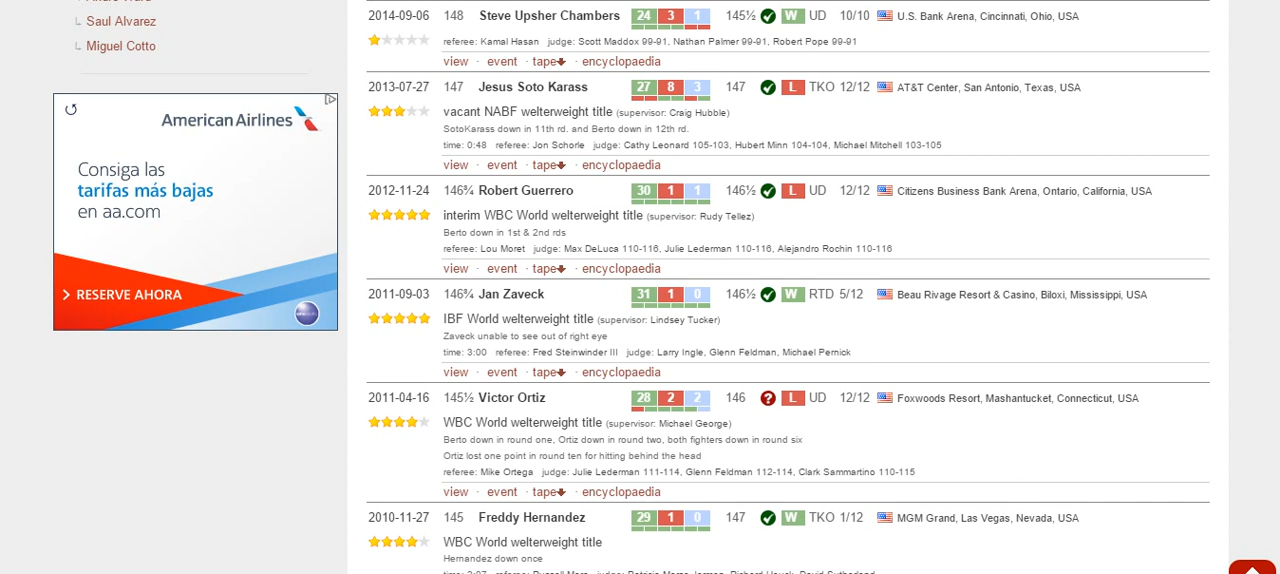 Saul Alvarez
Miguel Cotto
American Airlines
Consiga las
tarifas más bajas
en aa.com
RESERVE AHORA
2014-09-06 148 Steve Upsher Chambers 24 3 1 145½ W UD 10/10 U.S. Bank Arena, Cincinnati, Ohio, USA
referee: Kamal Hasan judge: Scott Maddox 99-91, Nathan Palmer 99-91, Robert Pope 99-91
view · event · tape · encyclopaedia
2013-07-27 147 Jesus Soto Karass 27 8 3 147 L TKO 12/12 AT&T Center, San Antonio, Texas, USA
vacant NABF welterweight title (supervisor: Craig Hubble)
SotoKarass down in 11th rd. and Berto down in 12th rd.
time: 0:48 referee: Jon Schorle judge: Cathy Leonard 105-103, Hubert Minn 104-104, Michael Mitchell 103-105
view · event · tape · encyclopaedia
2012-11-24 146¾ Robert Guerrero 30 1 1 146½ L UD 12/12 Citizens Business Bank Arena, Ontario, California, USA
interim WBC World welterweight title (supervisor: Rudy Tellez)
Berto down in 1st & 2nd rds
referee: Lou Moret judge: Max DeLuca 110-116, Julie Lederman 110-116, Alejandro Rochin 110-116
view · event · tape · encyclopaedia
2011-09-03 146¾ Jan Zaveck 31 1 0 146½ W RTD 5/12 Beau Rivage Resort & Casino, Biloxi, Mississippi, USA
IBF World welterweight title (supervisor: Lindsey Tucker)
Zaveck unable to see out of right eye
time: 3:00 referee: Fred Steinwinder III judge: Larry Ingle, Glenn Feldman, Michael Pernick
view · event · tape · encyclopaedia
2011-04-16 145½ Victor Ortiz 28 2 2 146 L UD 12/12 Foxwoods Resort, Mashantucket, Connecticut, USA
WBC World welterweight title (supervisor: Michael George)
Berto down in round one, Ortiz down in round two, both fighters down in round six
Ortiz lost one point in round ten for hitting behind the head
referee: Mike Ortega judge: Julie Lederman 111-114, Glenn Feldman 112-114, Clark Sammartino 110-115
view · event · tape · encyclopaedia
2010-11-27 145 Freddy Hernandez 29 1 0 147 W TKO 1/12 MGM Grand, Las Vegas, Nevada, USA
WBC World welterweight title
Hernandez down once